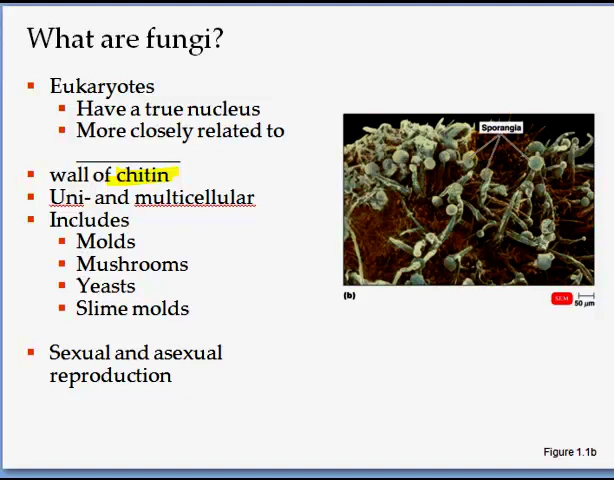 What are fungi?
Eukaryotes
Have a true nucleus
More closely related to
___________
wall of chitin
Uni- and multicellular
Includes
Molds
Mushrooms
Yeasts
Slime molds
Sexual and asexual
reproduction
Sporangia
(b)
SEM
50 µm
Figure 1.1b